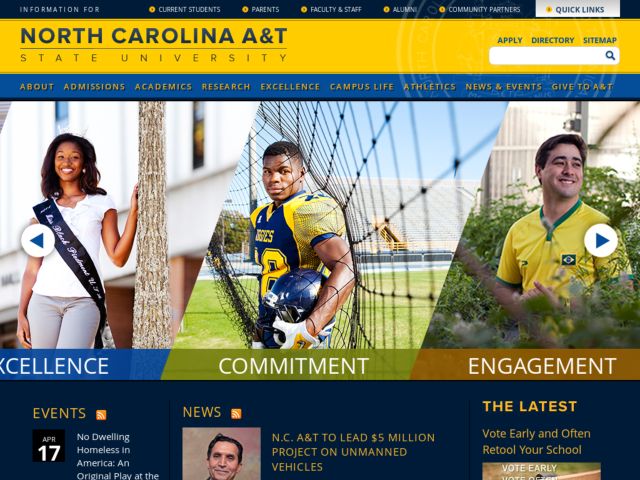 INFORMATION FOR
CURRENT STUDENTS
PARENTS
FACULTY & STAFF
ALUMNI
COMMUNITY PARTNERS
QUICK LINKS
NORTH CAROLINA A&T
STATE UNIVERSITY
APPLY DIRECTORY SITEMAP
ABOUT ADMISSIONS ACADEMICS RESEARCH EXCELLENCE CAMPUS LIFE ATHLETICS NEWS & EVENTS GIVE TO A&T
AGGIES
XCELLENCE
COMMITMENT
ENGAGEMENT
EVENTS
APR
17
No Dwelling
Homeless in
America: An
Original Play at the
NEWS
N.C. A&T TO LEAD $5 MILLION
PROJECT ON UNMANNED
VEHICLES
THE LATEST
Vote Early and Often
Retool Your School
VOTE EARLY
VOTE OFTEN